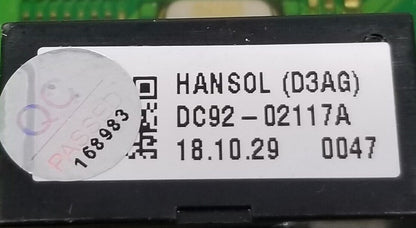 HANSOL (D3AG)
DC92-02117A
18.10.29 0047
QC
PASSED
168983